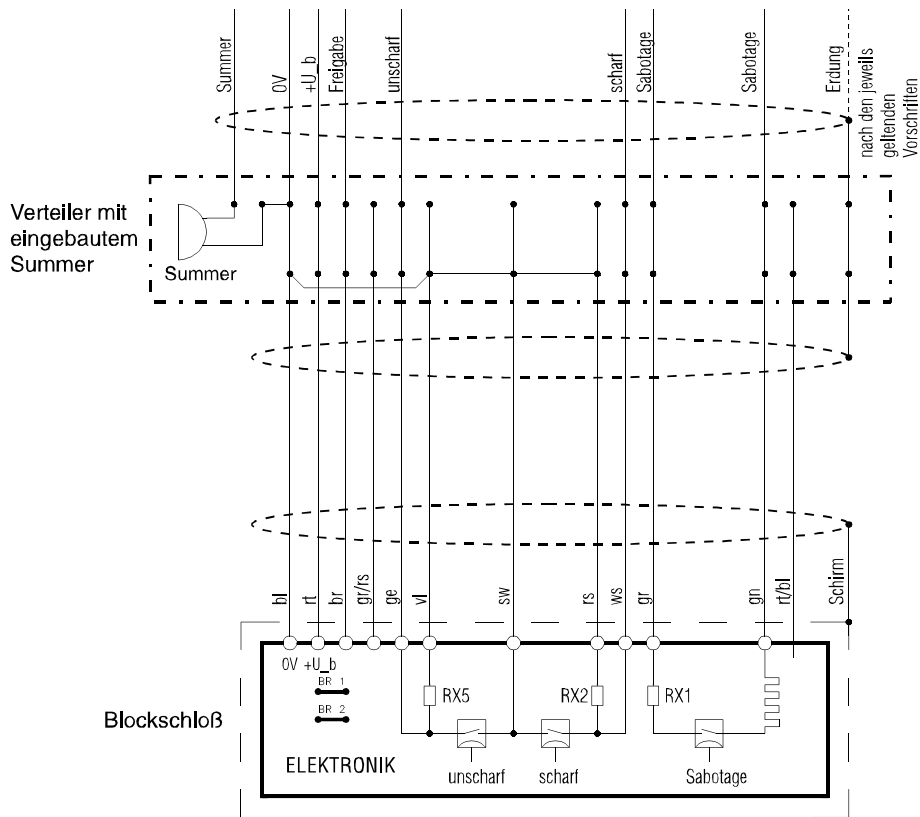 Summer
0V
+U_b
Freigabe
unscharf
scharf
Sabotage
Sabotage
Erdung
nach den jeweils
geltenden
Vorschriften
Verteiler mit
eingebautem
Summer
Summer
bl
rt
br
gr/rs
ge
vl
sw
rs
ws
gr
gn
rt/bl
Schirm
0V +U_b
BR 1
BR 2
RX5
RX2
RX1
Blockschloß
ELEKTRONIK
unscharf
scharf
Sabotage